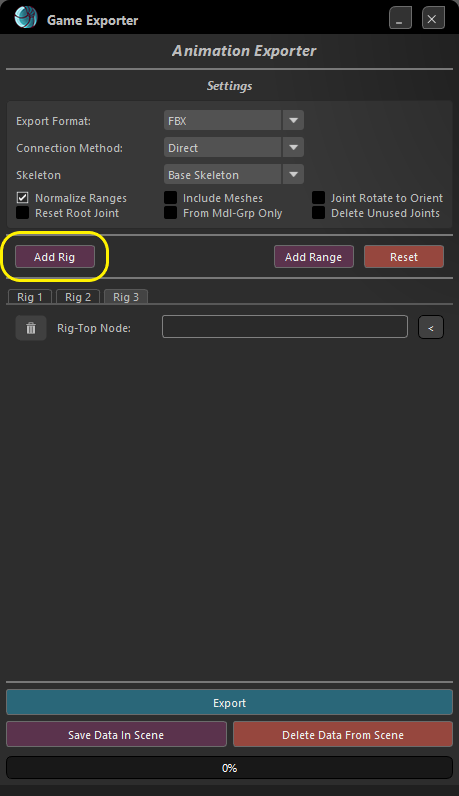 Game Exporter
Animation Exporter
Settings
Export Format: FBX
Connection Method: Direct
Skeleton Base Skeleton
Normalize Ranges Include Meshes Joint Rotate to Orient
Reset Root Joint From Mdl-Grp Only Delete Unused Joints
Add Rig Add Range Reset
Rig 1 Rig 2 Rig 3
Rig-Top Node: <
Export
Save Data In Scene Delete Data From Scene
0%